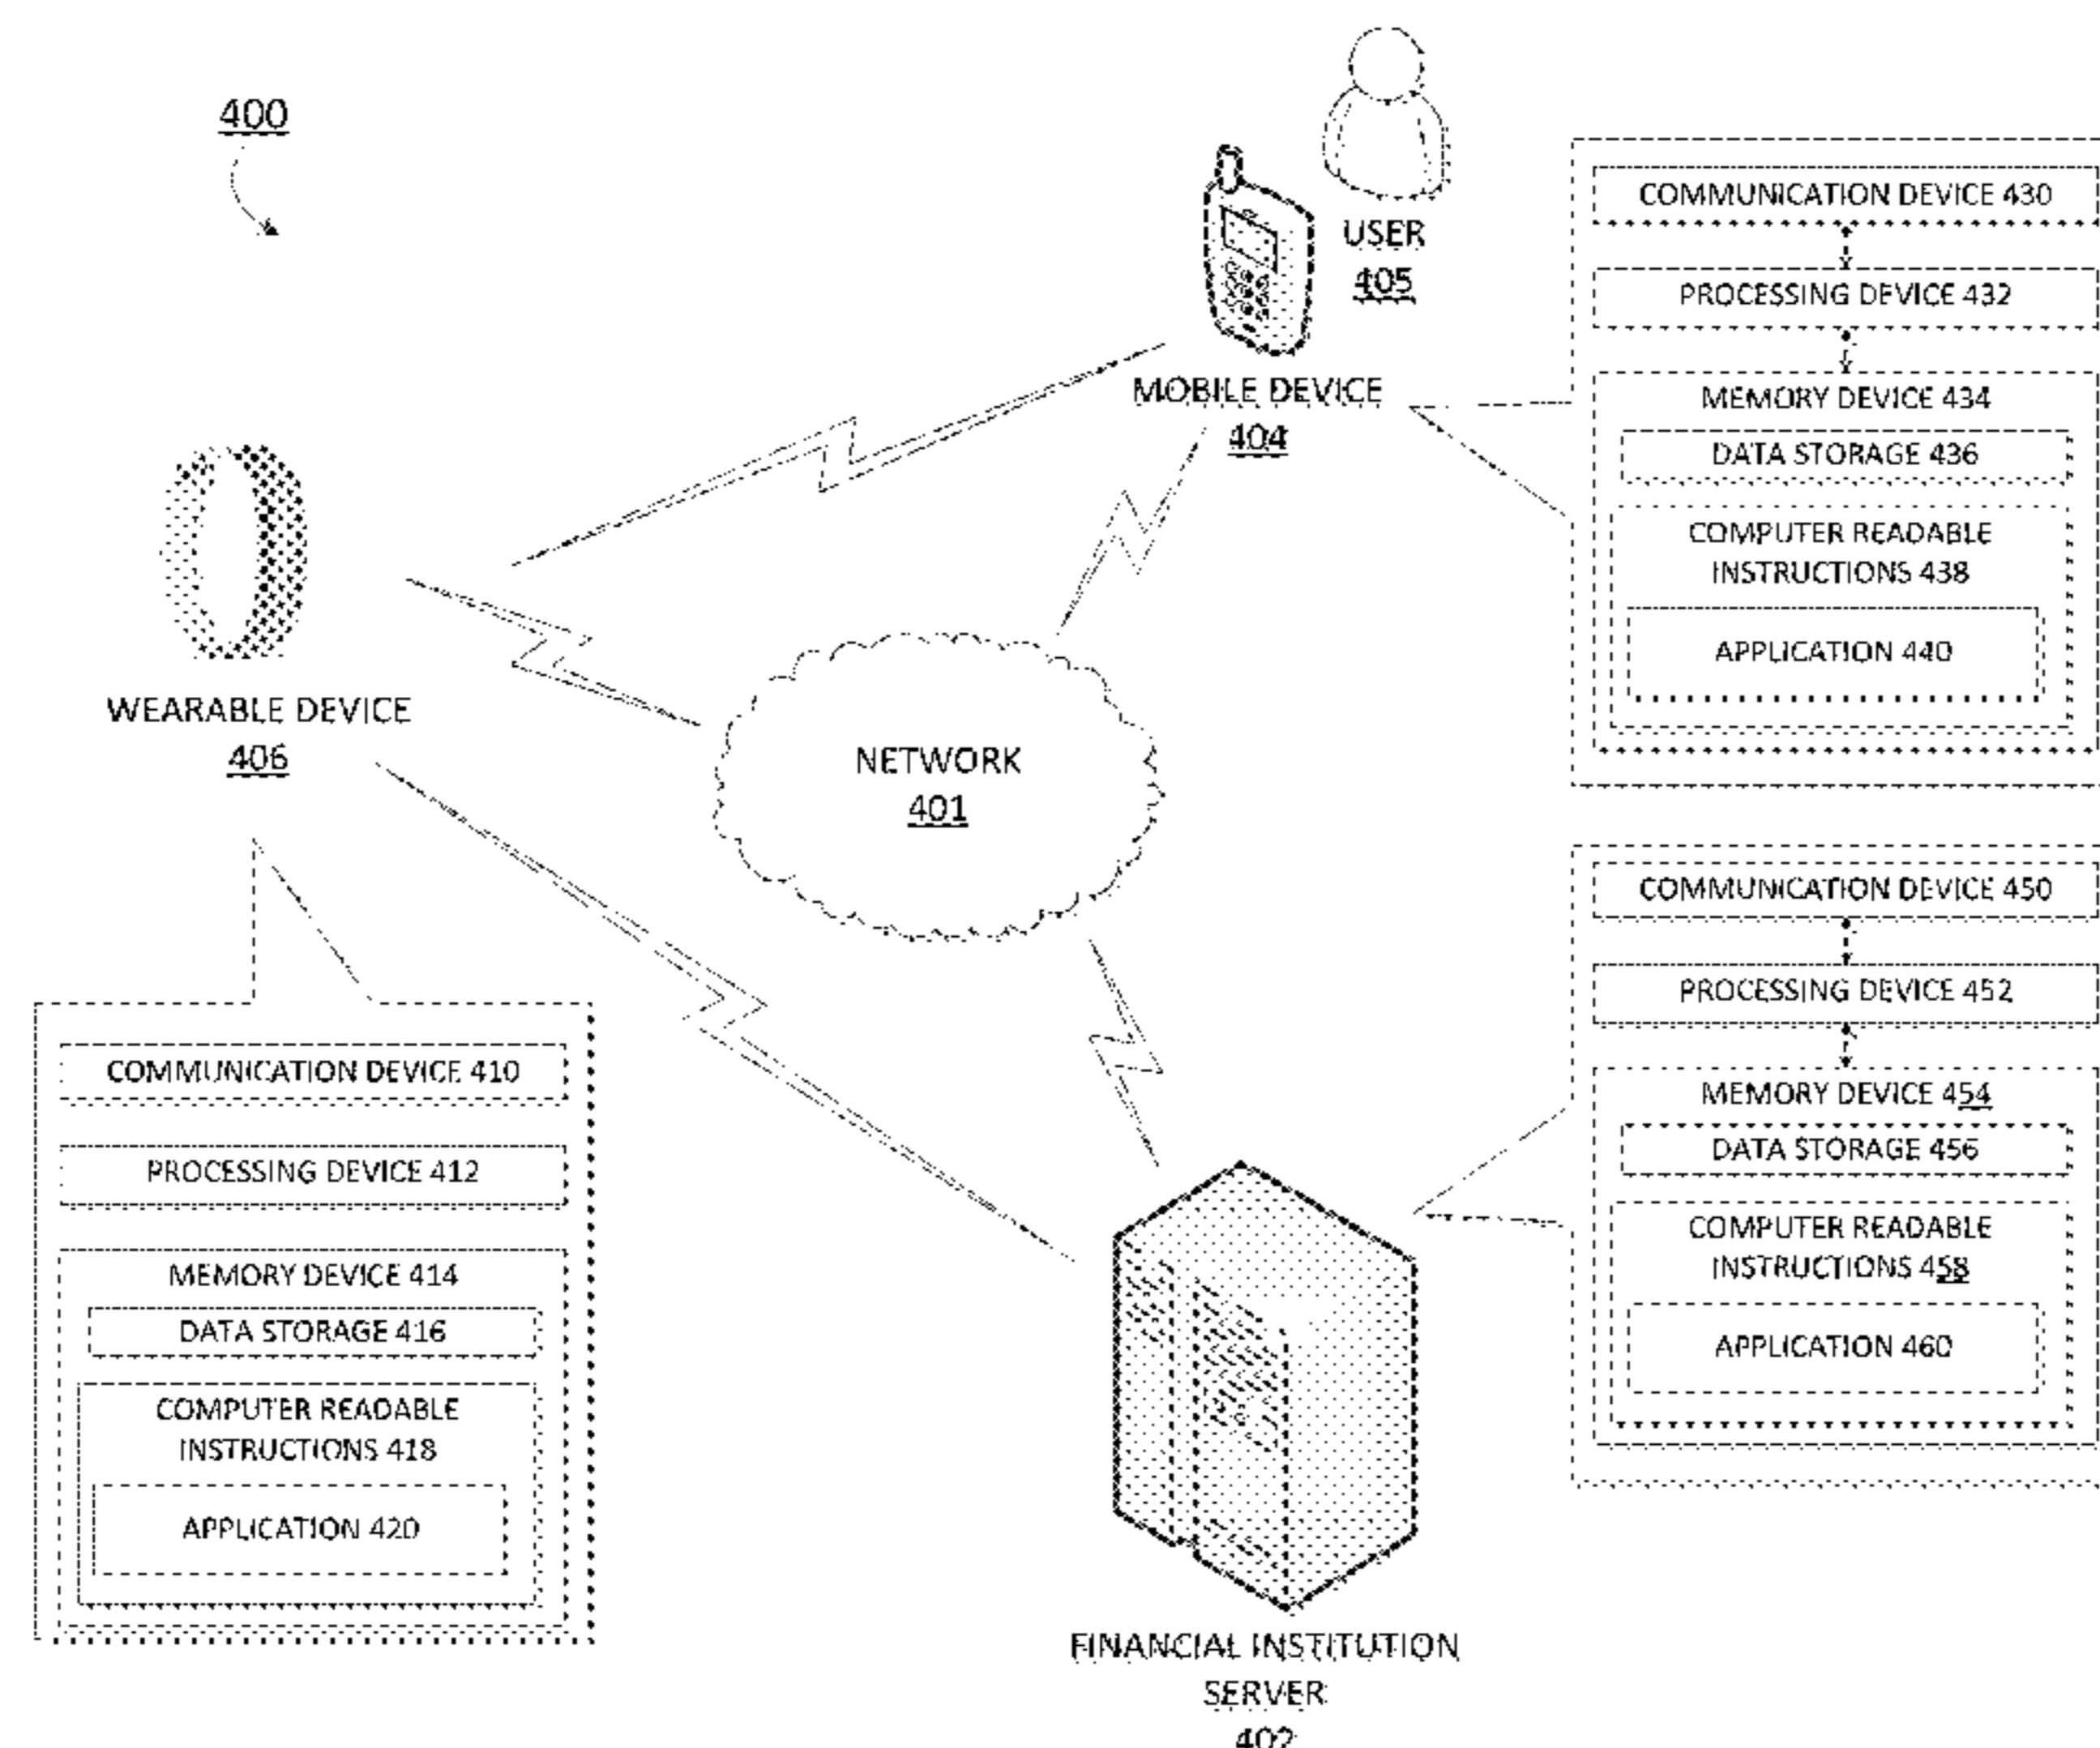 400
USER
405
MOBILE DEVICE
404
COMMUNICATION DEVICE 430
PROCESSING DEVICE 432
MEMORY DEVICE 434
DATA STORAGE 436
COMPUTER READABLE
INSTRUCTIONS 438
APPLICATION 440
WEARABLE DEVICE
406
NETWORK
401
COMMUNICATION DEVICE 450
PROCESSING DEVICE 452
MEMORY DEVICE 454
DATA STORAGE 456
COMPUTER READABLE
INSTRUCTIONS 458
APPLICATION 460
COMMUNICATION DEVICE 410
PROCESSING DEVICE 412
MEMORY DEVICE 414
DATA STORAGE 416
COMPUTER READABLE
INSTRUCTIONS 418
APPLICATION 420
FINANCIAL INSTITUTION
SERVER
402